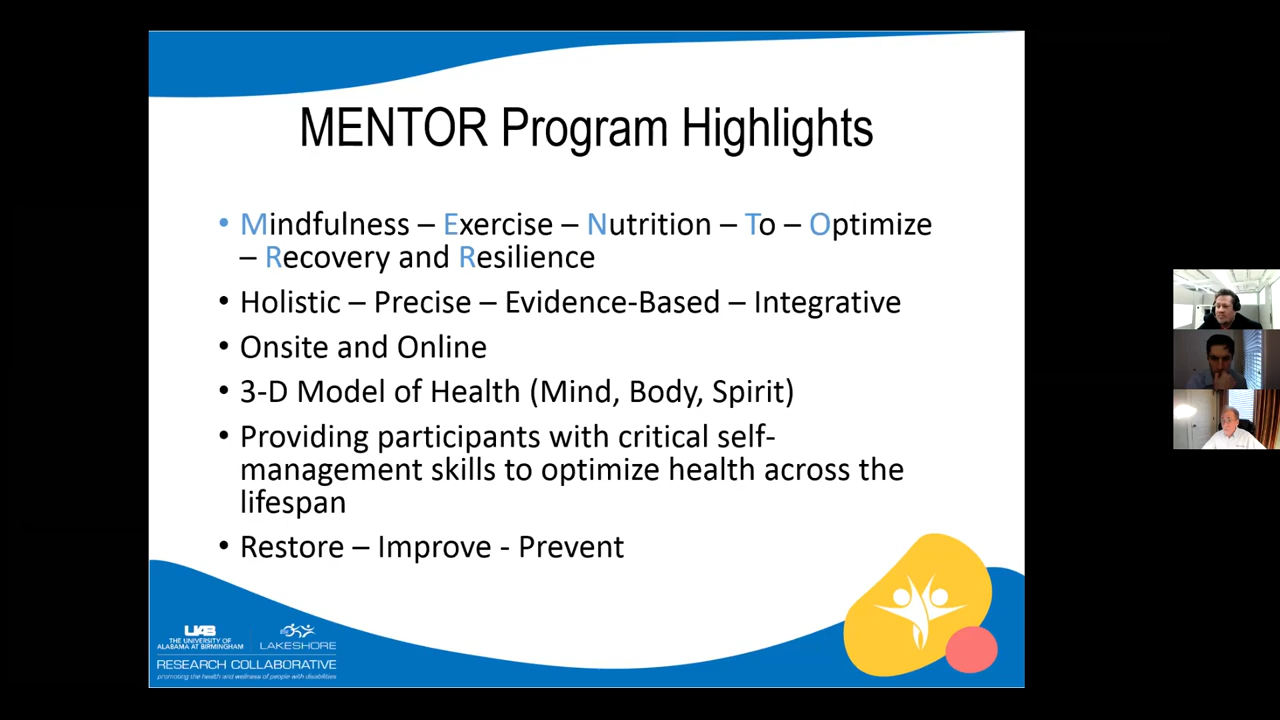 MENTOR Program Highlights
• Mindfulness – Exercise – Nutrition – To – Optimize
– Recovery and Resilience
• Holistic – Precise – Evidence-Based – Integrative
• Onsite and Online
• 3-D Model of Health (Mind, Body, Spirit)
• Providing participants with critical self-
management skills to optimize health across the
lifespan
• Restore – Improve - Prevent
UAB
THE UNIVERSITY OF
ALABAMA AT BIRMINGHAM
LAKESHORE
RESEARCH COLLABORATIVE
promoting the health and wellness of people with disabilities